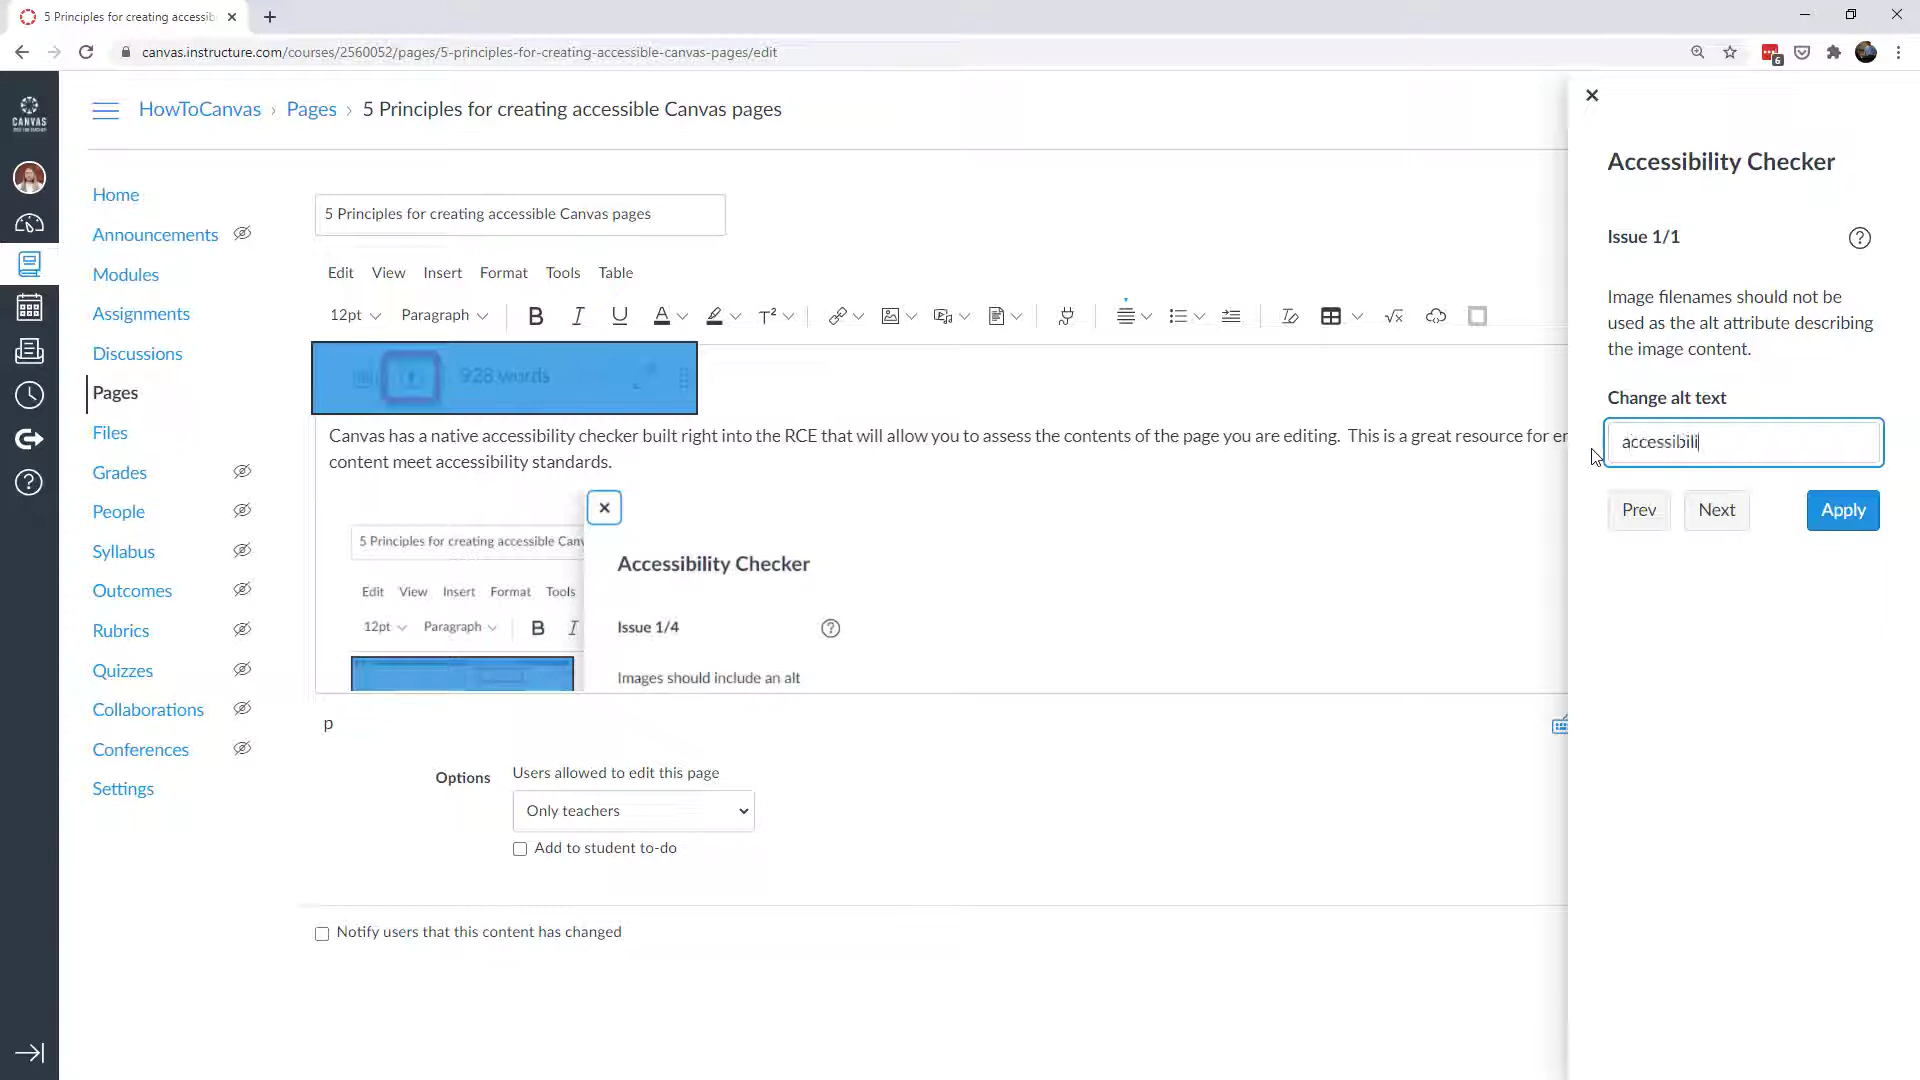 5 Principles for creating accessib
canvas.instructure.com/courses/2560052/pages/5-principles-for-creating-accessible-canvas-pages/edit
6
CANVAS
HowToCanvas › Pages › 5 Principles for creating accessible Canvas pages
Home
Announcements
Modules
Assignments
Discussions
Pages
Files
Grades
People
Syllabus
Outcomes
Rubrics
Quizzes
Collaborations
Conferences
Settings
5 Principles for creating accessible Canvas pages
Edit View Insert Format Tools Table
12pt Paragraph B I U A T²
928 words
Canvas has a native accessibility checker built right into the RCE that will allow you to assess the contents of the page you are editing. This is a great resource for en
content meet accessibility standards.
5 Principles for creating accessible Canv
Edit View Insert Format Tools
12pt Paragraph B I
Accessibility Checker
Issue 1/4
Images should include an alt
p
Options
Users allowed to edit this page
Only teachers
Add to student to-do
Notify users that this content has changed
Accessibility Checker
Issue 1/1
Image filenames should not be
used as the alt attribute describing
the image content.
Change alt text
accessibili
Prev Next Apply